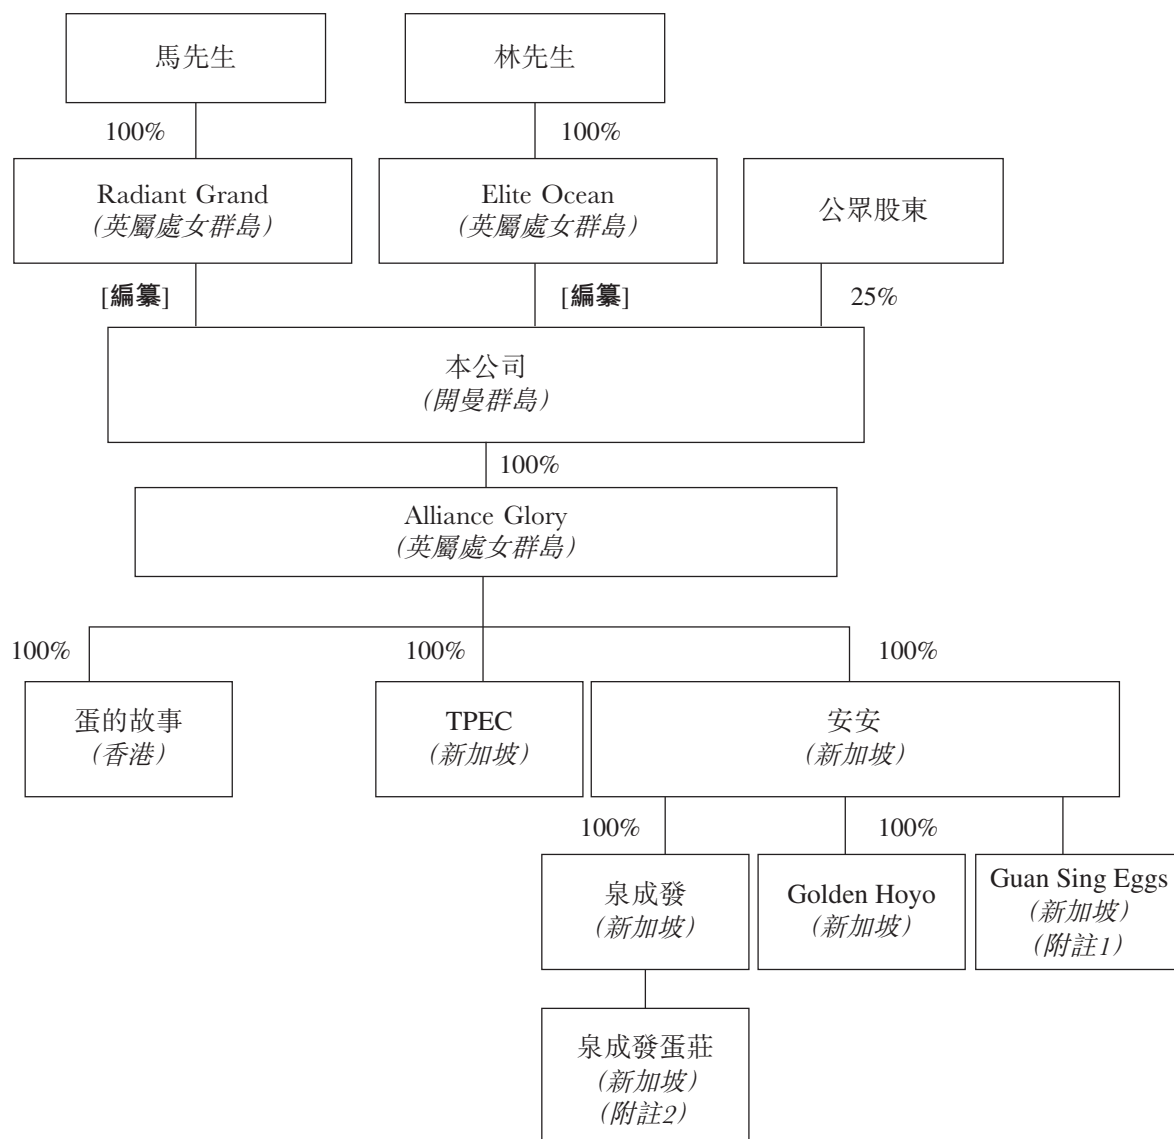 馬先生
林先生
100%
100%
Radiant Grand
(英屬處女群島)
Elite Ocean
(英屬處女群島)
公眾股東
[編纂]
[編纂]
25%
本公司
(開曼群島)
100%
Alliance Glory
(英屬處女群島)
100%
100%
100%
蛋的故事
(香港)
TPEC
(新加坡)
安安
(新加坡)
100%
100%
泉成發
(新加坡)
Golden Hoyo
(新加坡)
Guan Sing Eggs
(新加坡)
(附註1)
泉成發蛋莊
(新加坡)
(附註2)